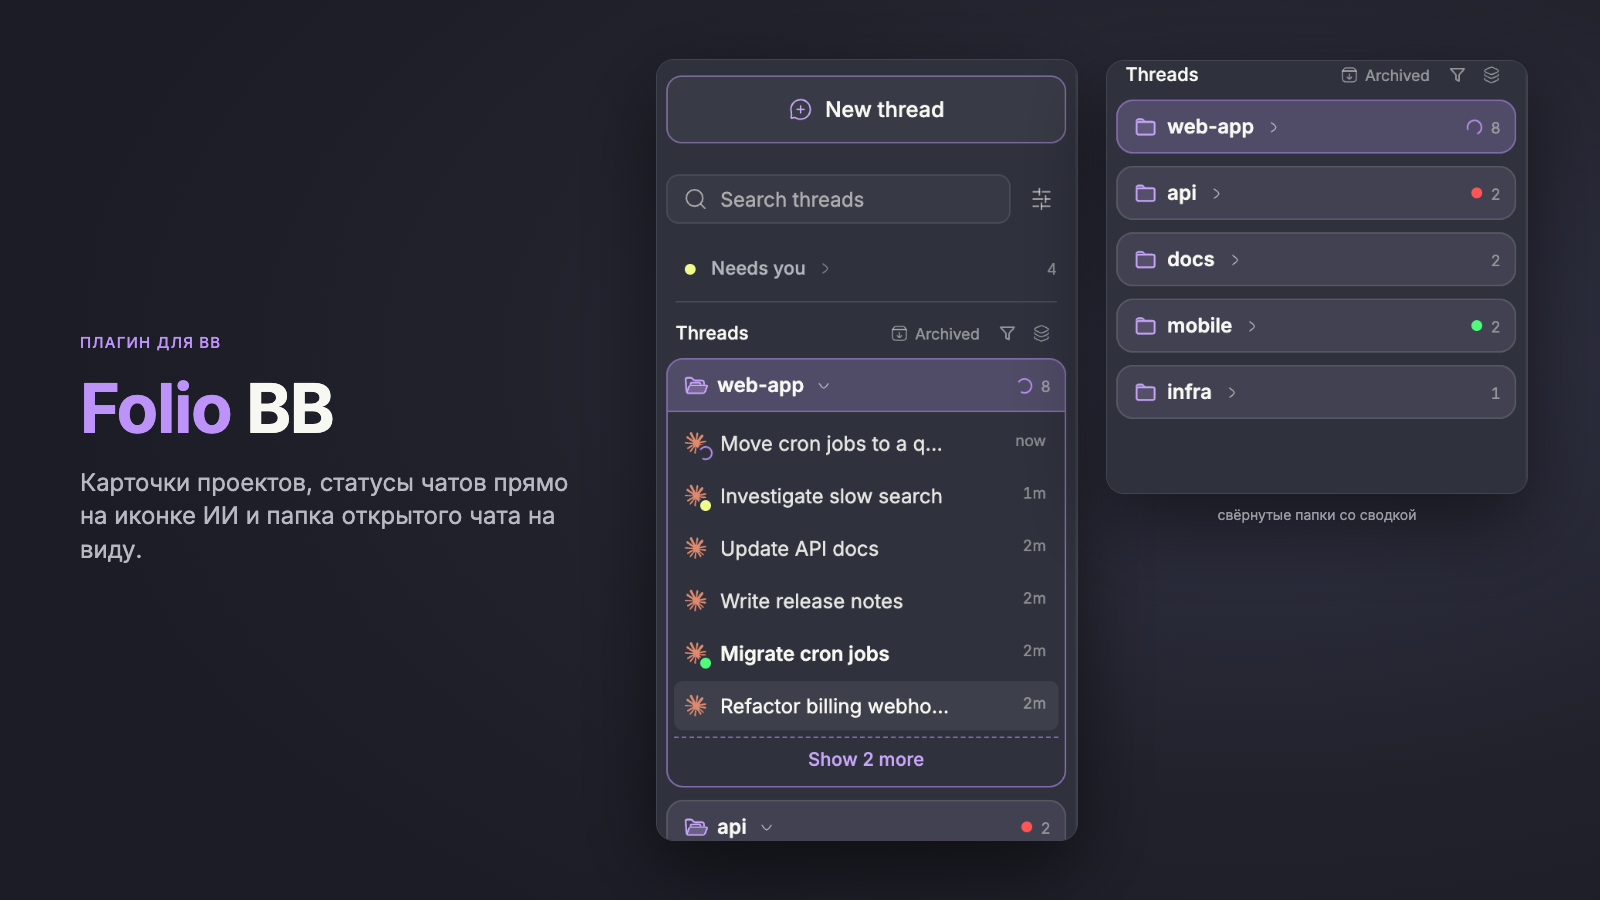 ПЛАГИН ДЛЯ BB
Folio BB
Карточки проектов, статусы чатов прямо
на иконке ИИ и папка открытого чата на
виду.
New thread
Search threads
Needs you 4
Threads Archived
web-app 8
Move cron jobs to a q... now
Investigate slow search 1m
Update API docs 2m
Write release notes 2m
Migrate cron jobs 2m
Refactor billing webho... 2m
Show 2 more
api 2
Threads Archived
web-app 8
api 2
docs 2
mobile 2
infra 1
свёрнутые папки со сводкой